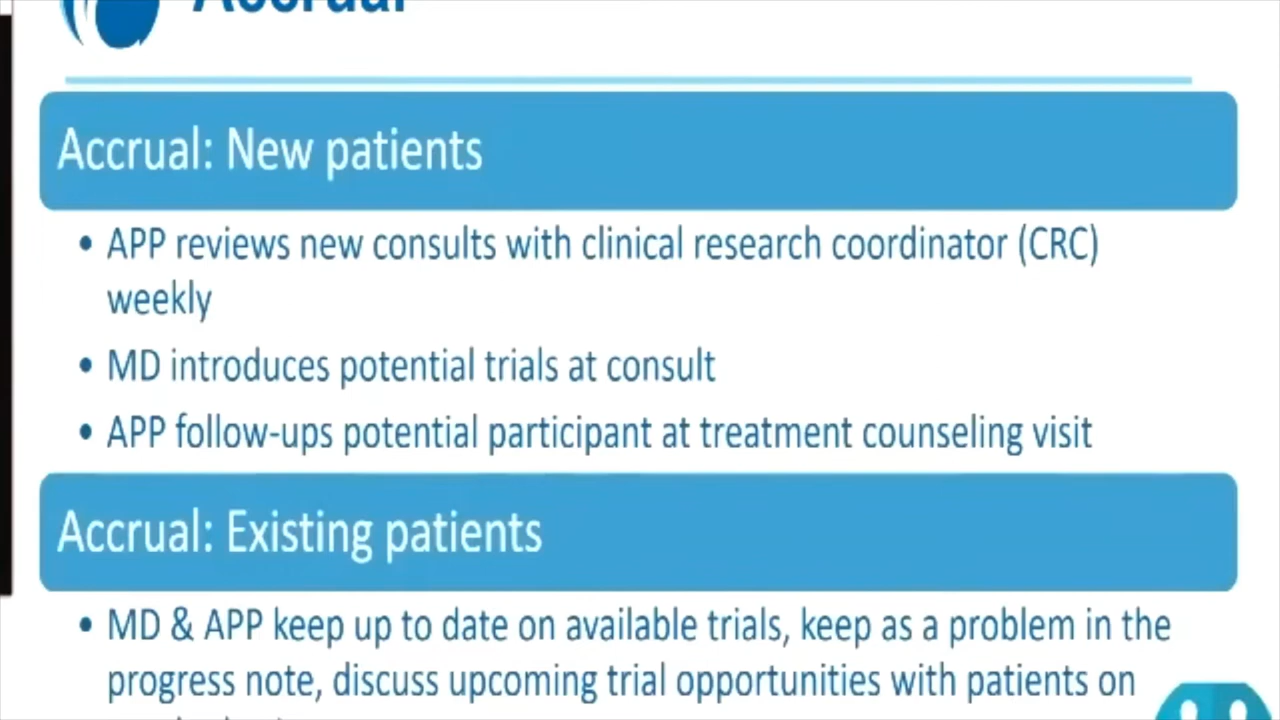 Accrual
Accrual: New patients
• APP reviews new consults with clinical research coordinator (CRC)
weekly
• MD introduces potential trials at consult
• APP follow-ups potential participant at treatment counseling visit
Accrual: Existing patients
• MD & APP keep up to date on available trials, keep as a problem in the
progress note, discuss upcoming trial opportunities with patients on